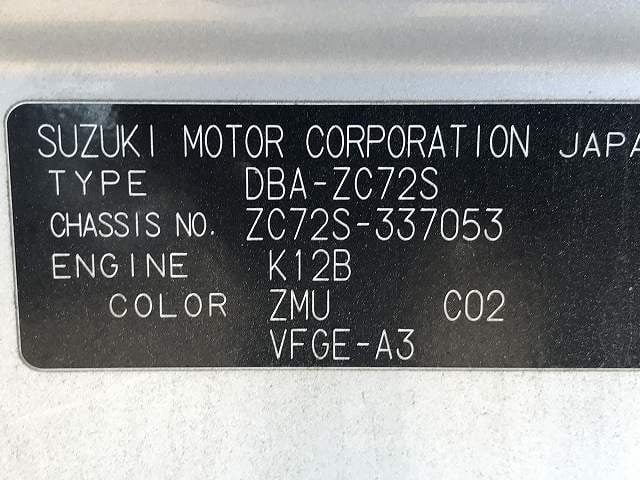 SUZUKI MOTOR CORPORATION JAPA
TYPE DBA-ZC72S
CHASSIS NO. ZC72S-337053
ENGINE K12B
COLOR ZMU C02
VFGE-A3